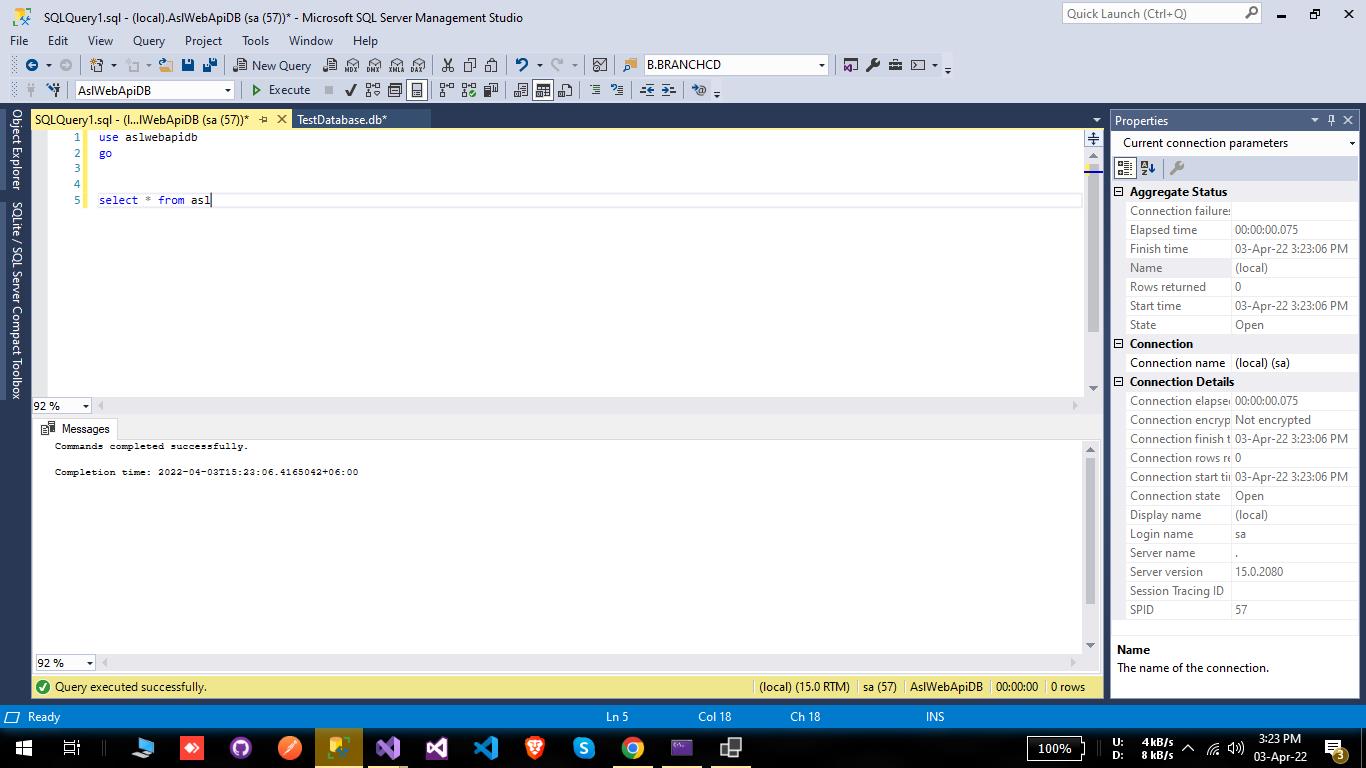 SQLQuery1.sql - (local).AslWebApiDB (sa (57))* - Microsoft SQL Server Management Studio
Quick Launch (Ctrl+Q)
File Edit View Query Project Tools Window Help
New Query
MDX DMX XMLA DAX
B.BRANCHCD
AslWebApiDB
Execute
SQLQuery1.sql - (l...lWebApiDB (sa (57))*
TestDatabase.db*
Object Explorer
SQLite / SQL Server Compact Toolbox
1 use aslwebapidb
2 go
3
4
5 select * from asl
92 %
Messages
Commands completed successfully.
Completion time: 2022-04-03T15:23:06.4165042+06:00
92 %
Query executed successfully.
(local) (15.0 RTM) sa (57) AslWebApiDB 00:00:00 0 rows
Properties
Current connection parameters
Aggregate Status
Connection failures
Elapsed time 00:00:00.075
Finish time 03-Apr-22 3:23:06 PM
Name (local)
Rows returned 0
Start time 03-Apr-22 3:23:06 PM
State Open
Connection
Connection name (local) (sa)
Connection Details
Connection elapse 00:00:00.075
Connection encryp Not encrypted
Connection finish t 03-Apr-22 3:23:06 PM
Connection rows re 0
Connection start ti 03-Apr-22 3:23:06 PM
Connection state Open
Display name (local)
Login name sa
Server name .
Server version 15.0.2080
Session Tracing ID
SPID 57
Name
The name of the connection.
Ready Ln 5 Col 18 Ch 18 INS
100%
U: 4 kB/s
D: 8 kB/s
3:23 PM
03-Apr-22
3